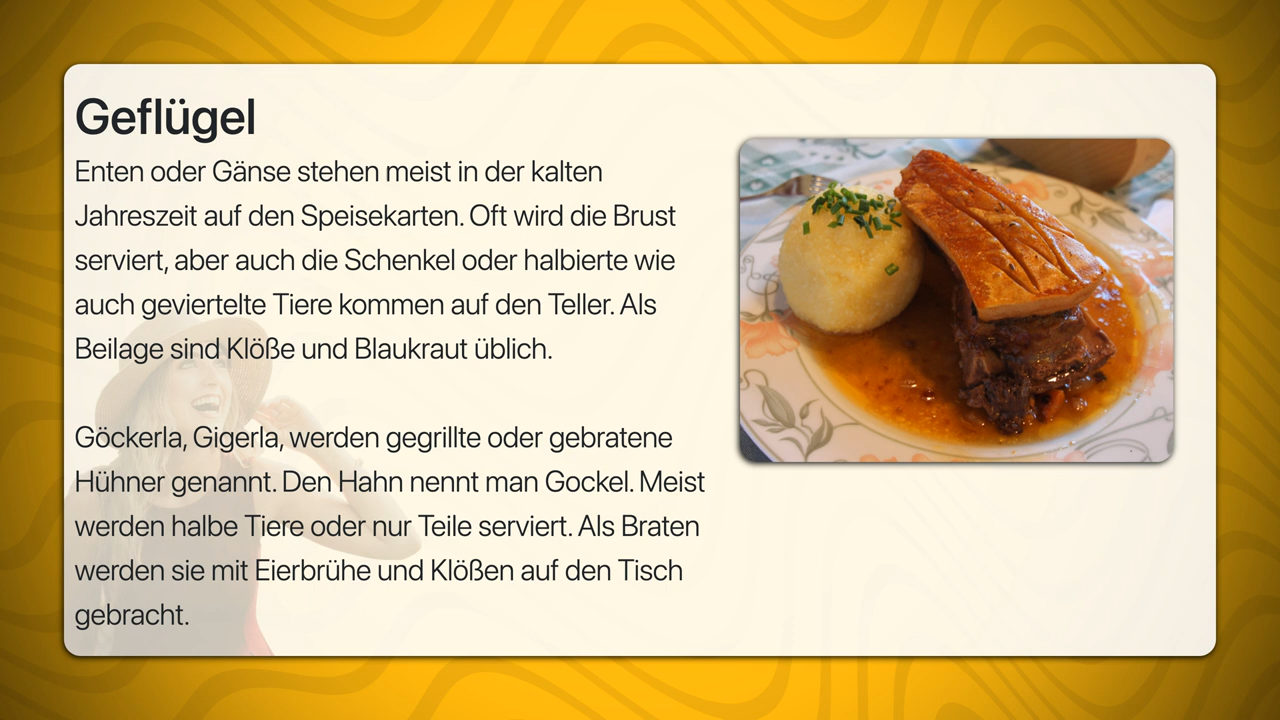 Geflügel
Enten oder Gänse stehen meist in der kalten
Jahreszeit auf den Speisekarten. Oft wird die Brust
serviert, aber auch die Schenkel oder halbierte wie
auch geviertelte Tiere kommen auf den Teller. Als
Beilage sind Klöße und Blaukraut üblich.
Göckerla, Gigerla, werden gegrillte oder gebratene
Hühner genannt. Den Hahn nennt man Gockel. Meist
werden halbe Tiere oder nur Teile serviert. Als Braten
werden sie mit Eierbrühe und Klößen auf den Tisch
gebracht.